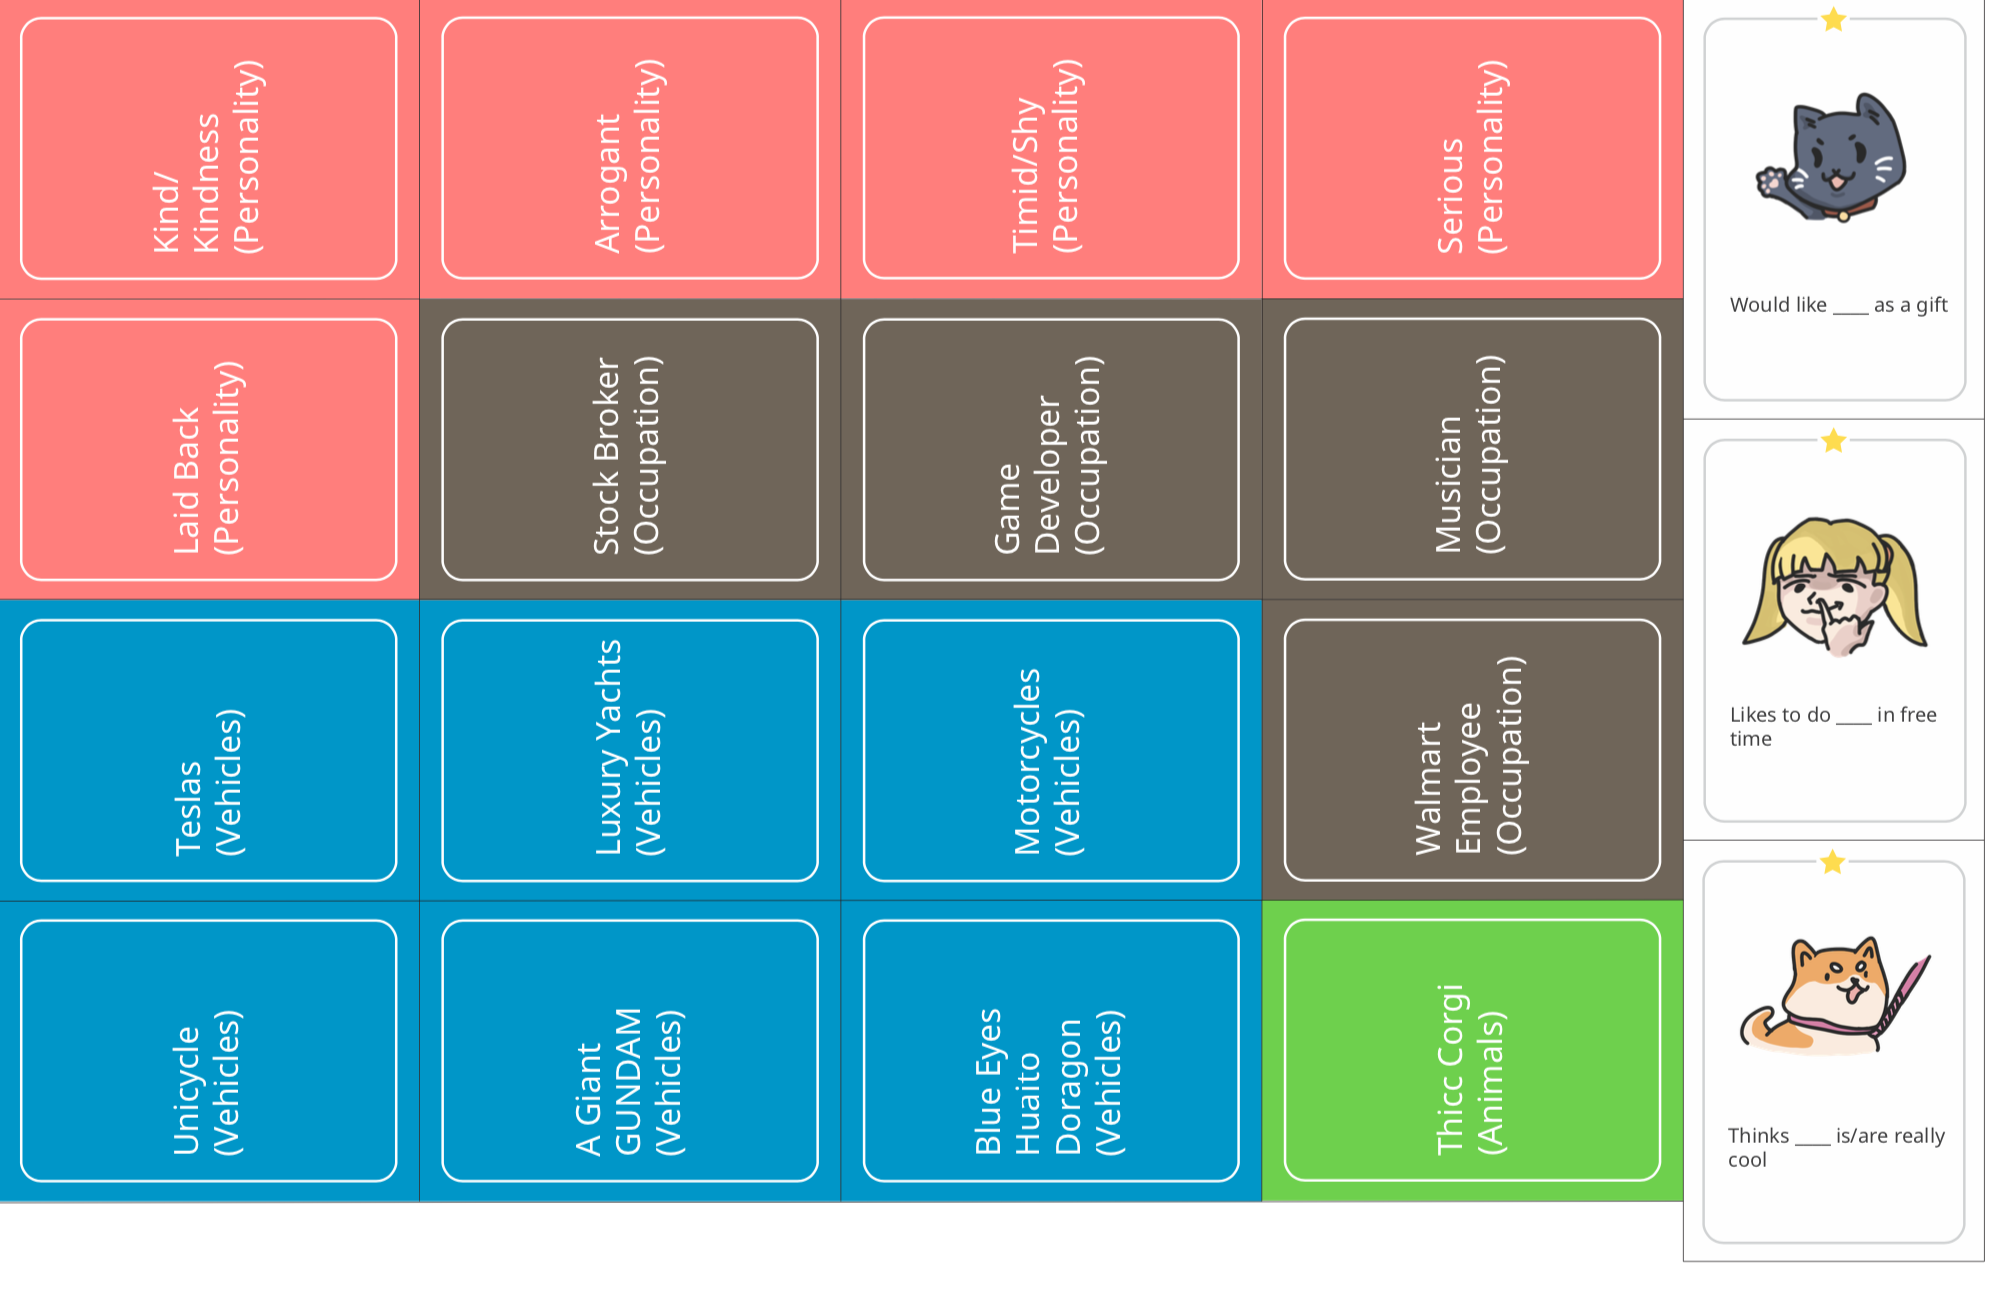 Kind/
Kindness
(Personality)
Arrogant
(Personality)
Timid/Shy
(Personality)
Serious
(Personality)
Would like ____ as a gift
Laid Back
(Personality)
Stock Broker
(Occupation)
Game
Developer
(Occupation)
Musician
(Occupation)
Likes to do ____ in free
time
Teslas
(Vehicles)
Luxury Yachts
(Vehicles)
Motorcycles
(Vehicles)
Walmart
Employee
(Occupation)
Unicycle
(Vehicles)
A Giant
GUNDAM
(Vehicles)
Blue Eyes
Huaito
Doragon
(Vehicles)
Thicc Corgi
(Animals)
Thinks ____ is/are really
cool